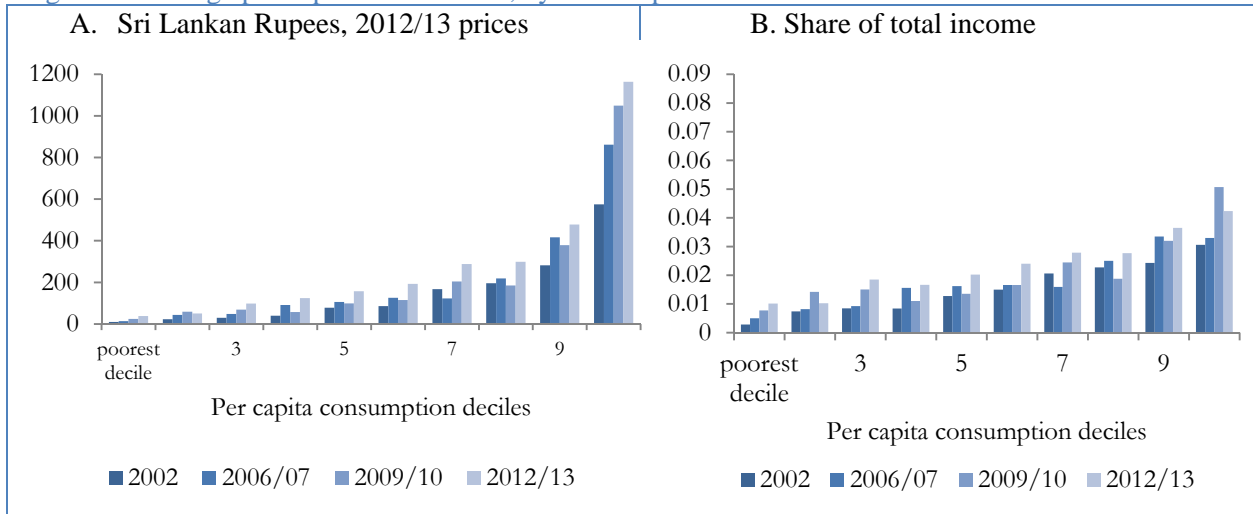 A. Sri Lankan Rupees, 2012/13 prices
1200
1000
800
600
400
200
0
poorest
decile
3
5
7
9
Per capita consumption deciles
2002 2006/07 2009/10 2012/13
B. Share of total income
0.09
0.08
0.07
0.06
0.05
0.04
0.03
0.02
0.01
0
poorest
decile
3
5
7
9
Per capita consumption deciles
2002 2006/07 2009/10 2012/13